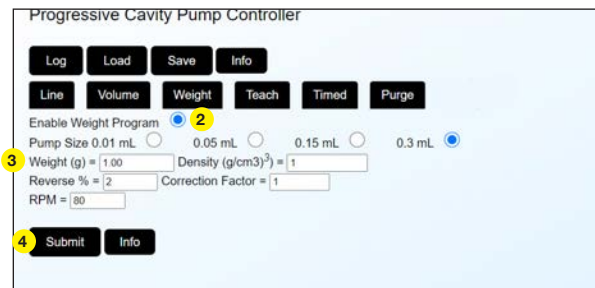 Progressive Cavity Pump Controller
Log Load Save Info
Line Volume Weight Teach Timed Purge
Enable Weight Program 2
Pump Size 0.01 mL 0.05 mL 0.15 mL 0.3 mL
3 Weight (g) = 1.00 Density (g/cm3)³) = 1
Reverse % = 2 Correction Factor = 1
RPM = 80
4 Submit Info